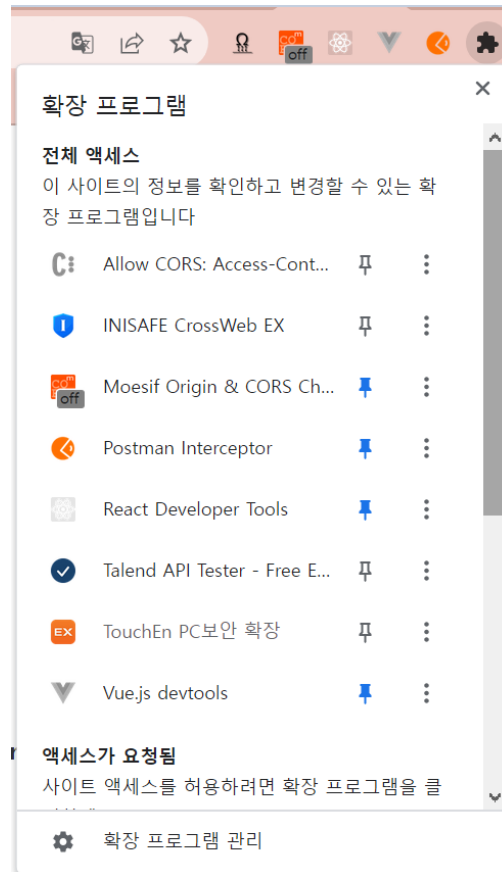 확장 프로그램
전체 액세스
이 사이트의 정보를 확인하고 변경할 수 있는 확
장 프로그램입니다
Allow CORS: Access-Cont...
INISAFE CrossWeb EX
off
Moesif Origin & CORS Ch...
Postman Interceptor
React Developer Tools
Talend API Tester - Free E...
EX
TouchEn PC보안 확장
Vue.js devtools
액세스가 요청됨
사이트 액세스를 허용하려면 확장 프로그램을 클
확장 프로그램 관리